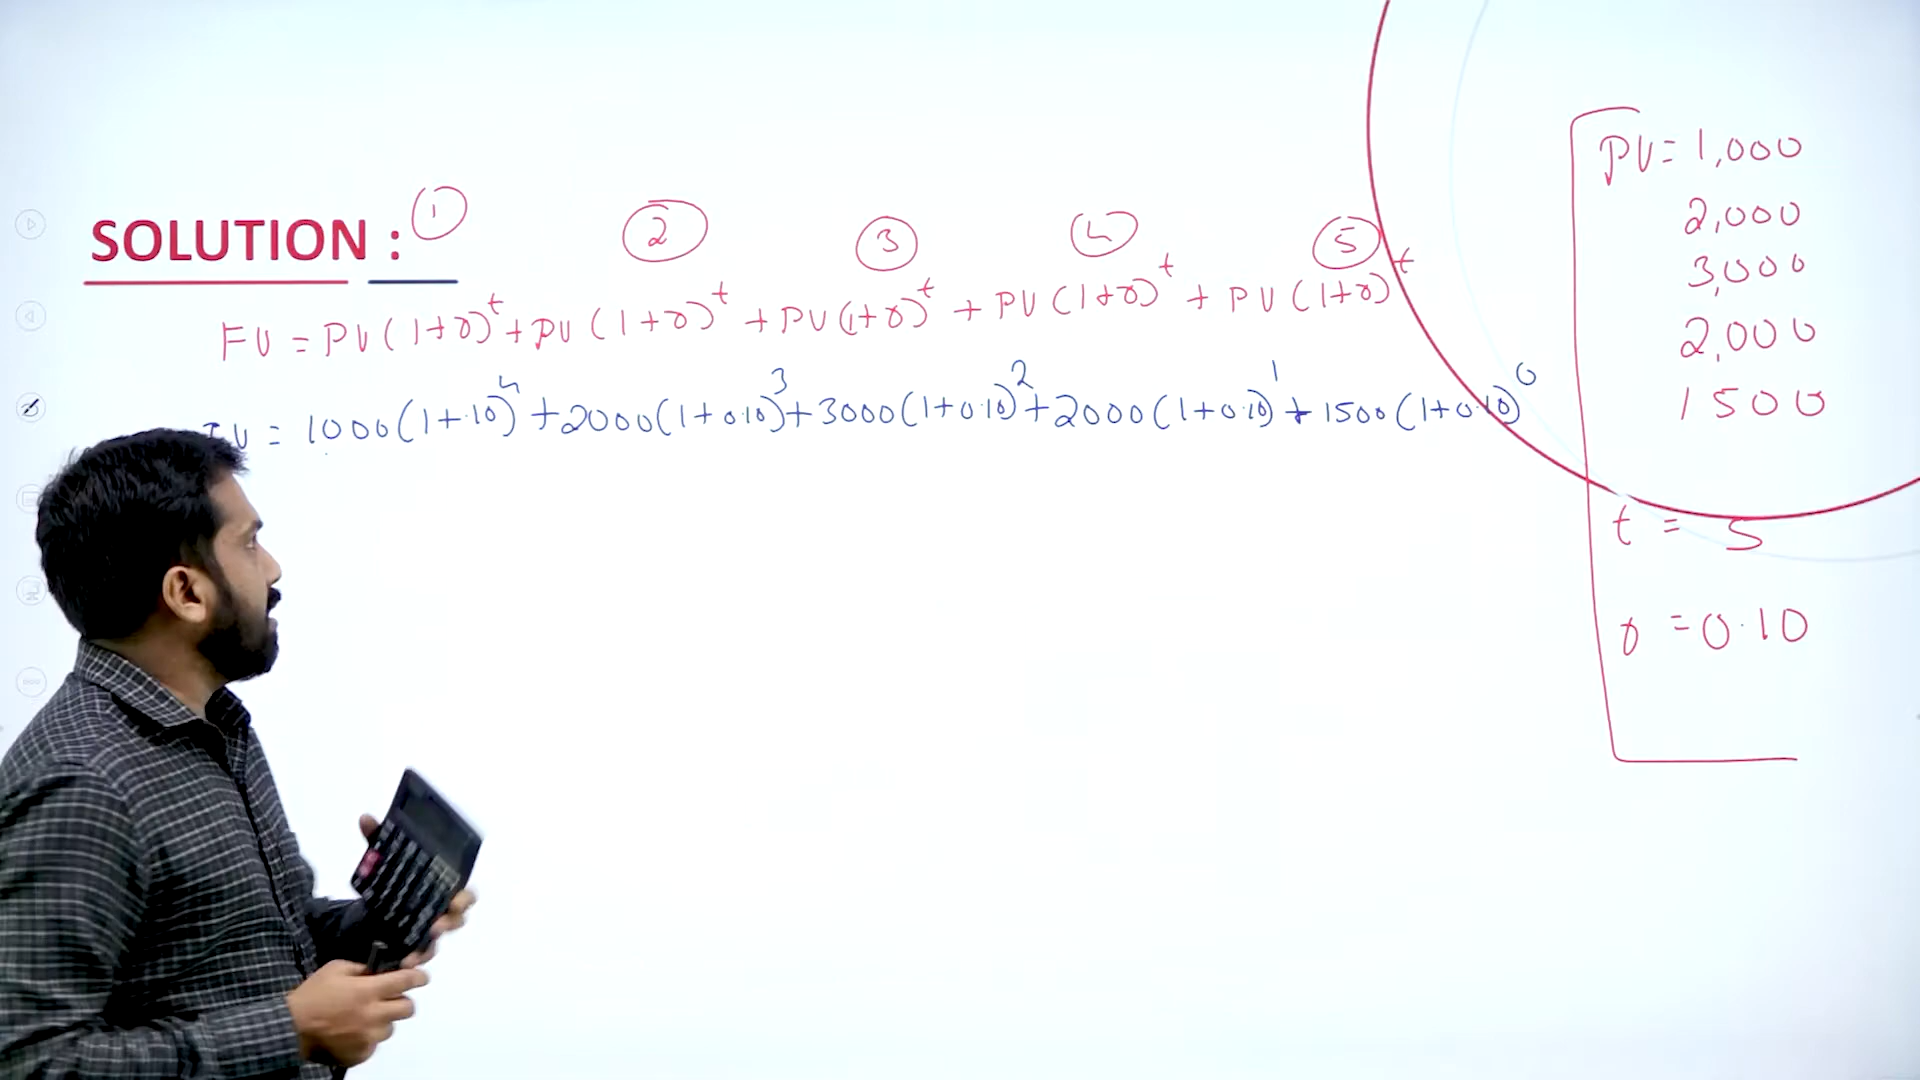 SOLUTION :
1 2 3 4 5
FV = PV(1+r)^t + PV(1+r)^t + PV(1+r)^t + PV(1+r)^t + PV(1+r)^t
FV = 1000(1+.10)^4 + 2000(1+0.10)^3 + 3000(1+0.10)^2 + 2000(1+0.10)^1 + 1500(1+0.10)^0
PV = 1,000
2,000
3,000
2,000
1500
t = 5
r = 0.10